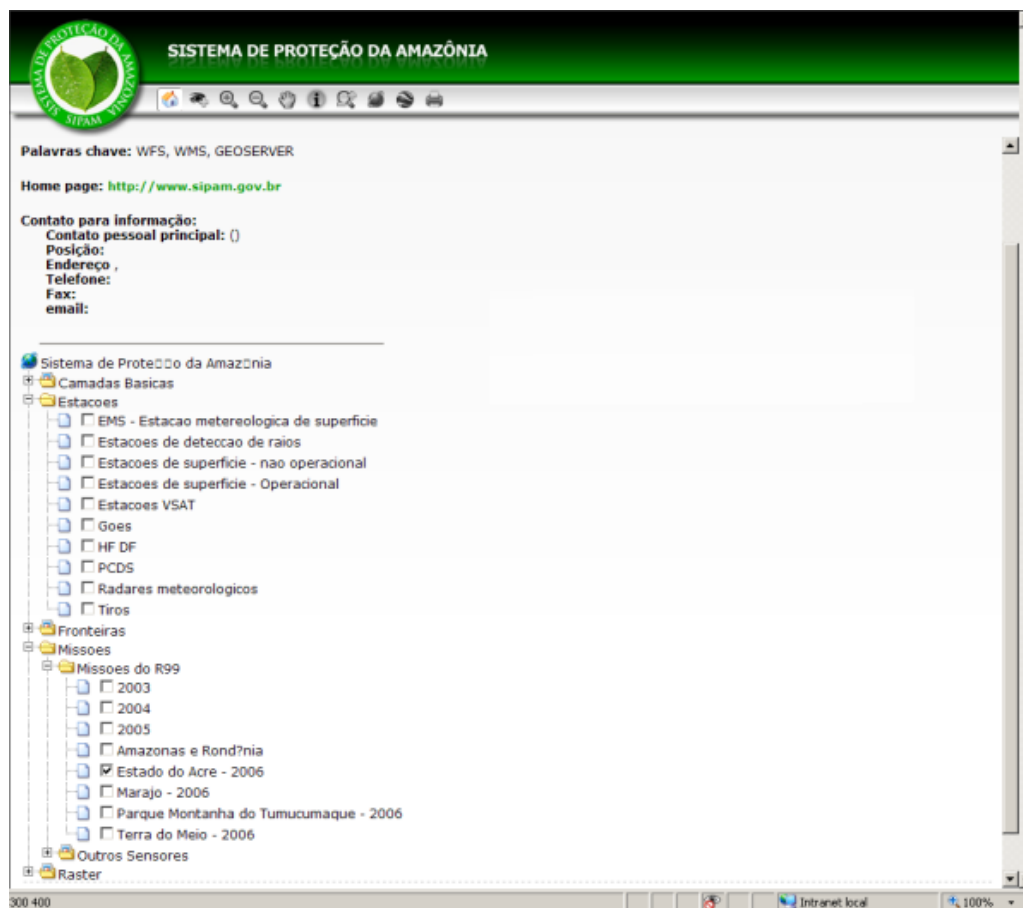 SISTEMA DE PROTEÇÃO DA AMAZÔNIA
SISTEMA DE PROTEÇÃO DA AMAZONIA
SIPAM
Palavras chave: WFS, WMS, GEOSERVER
Home page: http://www.sipam.gov.br
Contato para informação:
Contato pessoal principal: ()
Posição:
Endereço ,
Telefone:
Fax:
email:
Sistema de Prote□□o da Amaz□nia
Camadas Basicas
Estacoes
EMS - Estacao metereologica de superficie
Estacoes de deteccao de raios
Estacoes de superficie - nao operacional
Estacoes de superficie - Operacional
Estacoes VSAT
Goes
HF DF
PCDS
Radares meteorologicos
Tiros
Fronteiras
Missoes
Missoes do R99
2003
2004
2005
Amazonas e Rond?nia
Estado do Acre - 2006
Marajo - 2006
Parque Montanha do Tumucumaque - 2006
Terra do Meio - 2006
Outros Sensores
Raster
300 400
Intranet local
100%